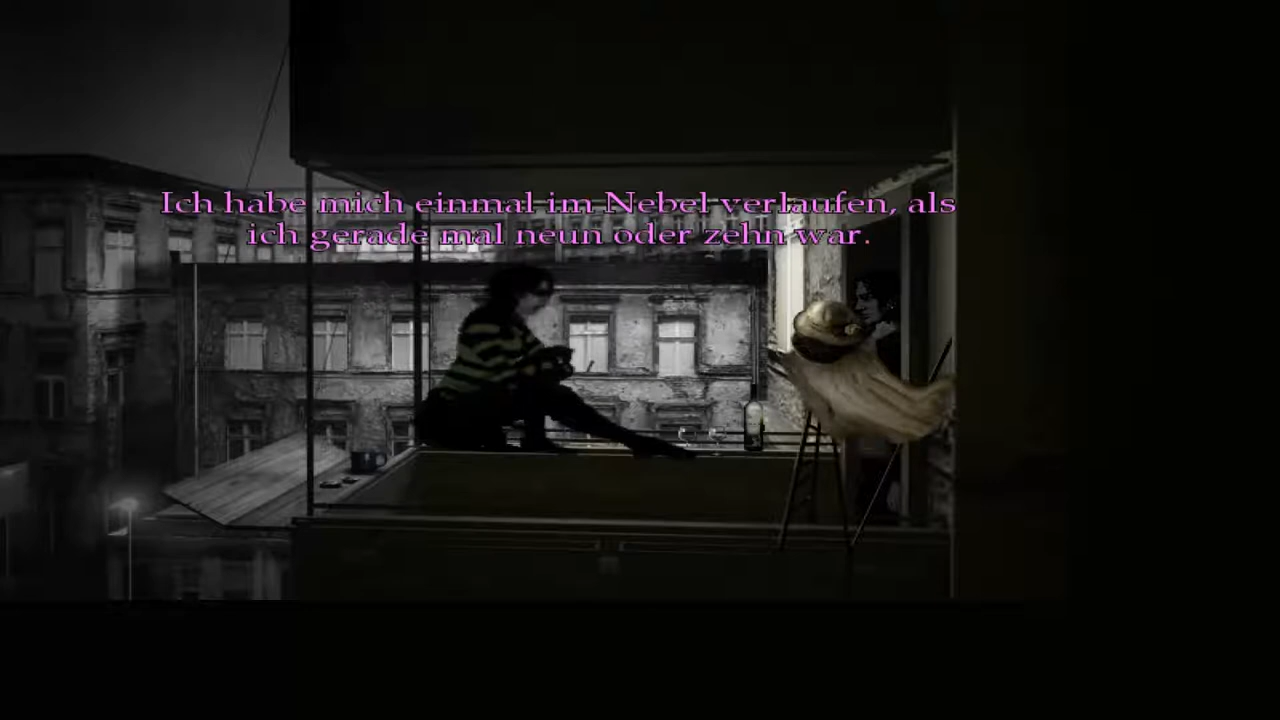 Ich habe mich einmal im Nebel verlaufen, als
ich gerade mal neun oder zehn war.